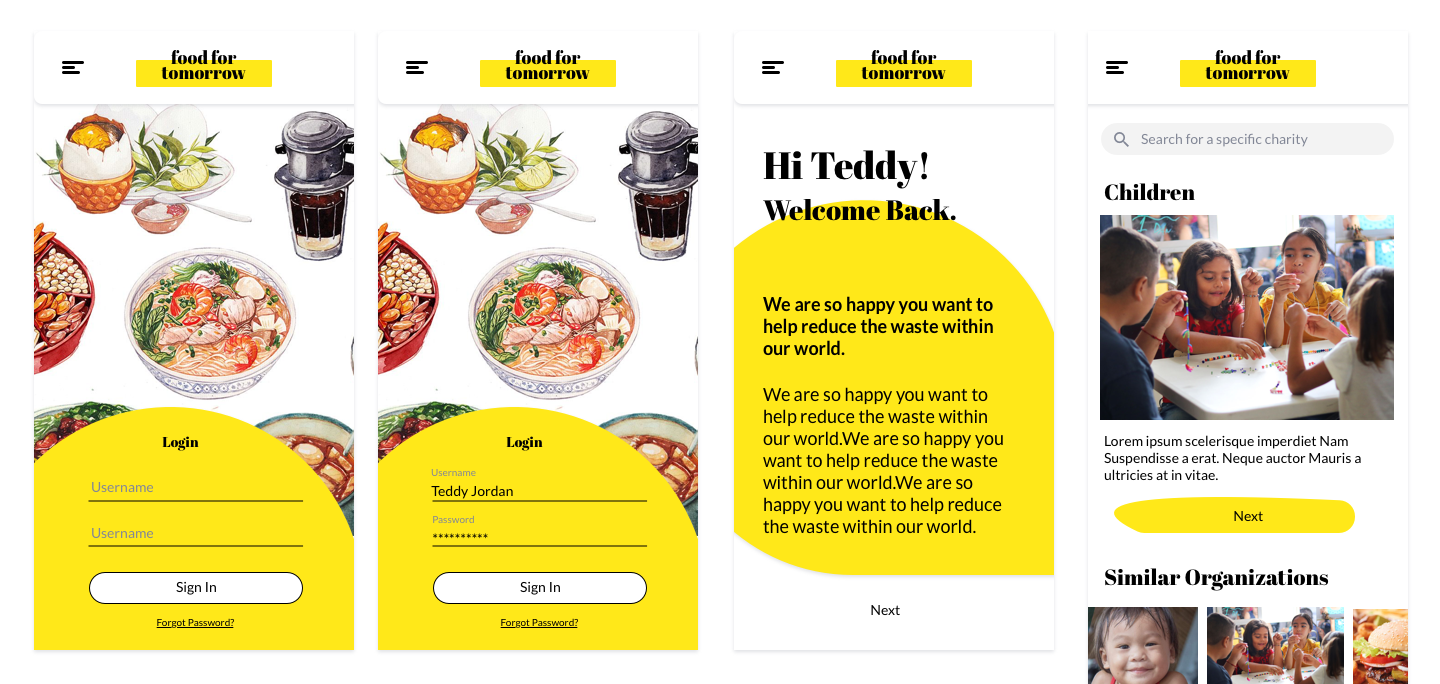 food for
tomorrow
Login
Username
Username
Sign In
Forgot Password?
food for
tomorrow
Login
Username
Teddy Jordan
Password
**********
Sign In
Forgot Password?
food for
tomorrow
Hi Teddy!
Welcome Back.
We are so happy you want to
help reduce the waste within
our world.
We are so happy you want to
help reduce the waste within
our world.We are so happy you
want to help reduce the waste
within our world.We are so
happy you want to help reduce
the waste within our world.
Next
food for
tomorrow
Search for a specific charity
Children
Lorem ipsum scelerisque imperdiet Nam
Suspendisse a erat. Neque auctor Mauris a
ultricies at in vitae.
Next
Similar Organizations